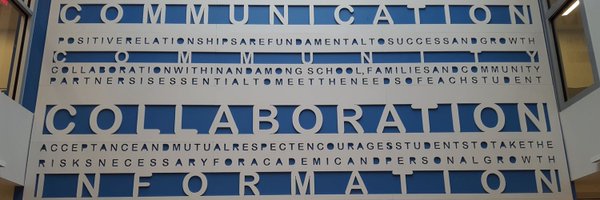 COMMUNICATION
POSITIVERELATIONSHIPSAREFUNDAMENTALTOSUCCESSANDGROWTH
COMMUNITY
COLLABORATIONWITHINANDAMONGSCHOOL,FAMILIESANDCOMMUNITY
PARTNERSISESSENTIALTOMEETTHENEEDSOFEACHSTUDENT
COLLABORATION
ACCEPTANCEANDMUTUALRESPECTENCOURAGESSTUDENTSTOTAKETHE
RISKSNECESSARYFORACADEMICANDPERSONALGROWTH
INFORMATION